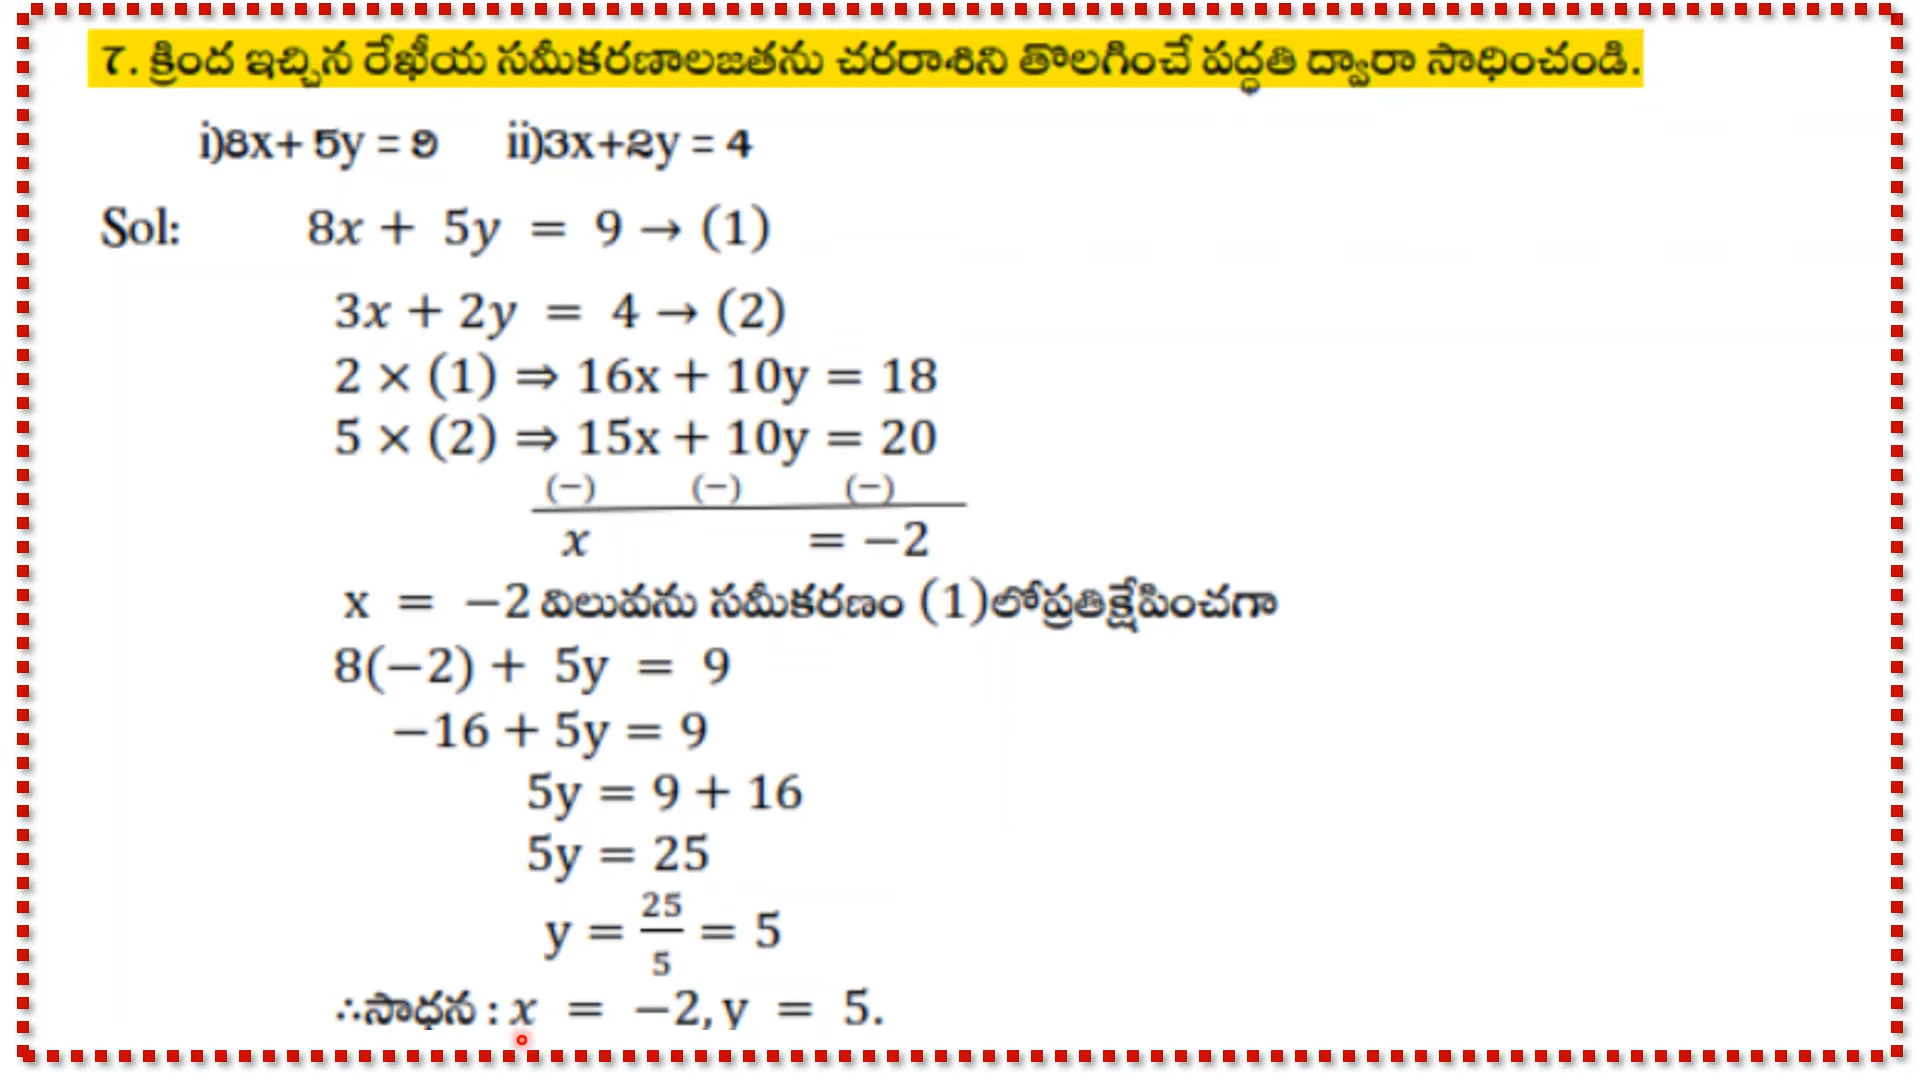 7. క్రింద ఇచ్చిన రేఖీయ సమీకరణాలజతను చరరాశిని తొలగించే పద్ధతి ద్వారా సాధించండి.
i)8x+ 5y = 9 ii)3x+2y = 4
Sol: 8x + 5y = 9 → (1)
3x + 2y = 4 → (2)
2 × (1) ⇒ 16x + 10y = 18
5 × (2) ⇒ 15x + 10y = 20
(−) (−) (−)
x = −2
x = −2 విలువను సమీకరణం (1)లోప్రతిక్షేపించగా
8(−2) + 5y = 9
−16 + 5y = 9
5y = 9 + 16
5y = 25
y = 25/5 = 5
∴సాధన : x = −2, y = 5.